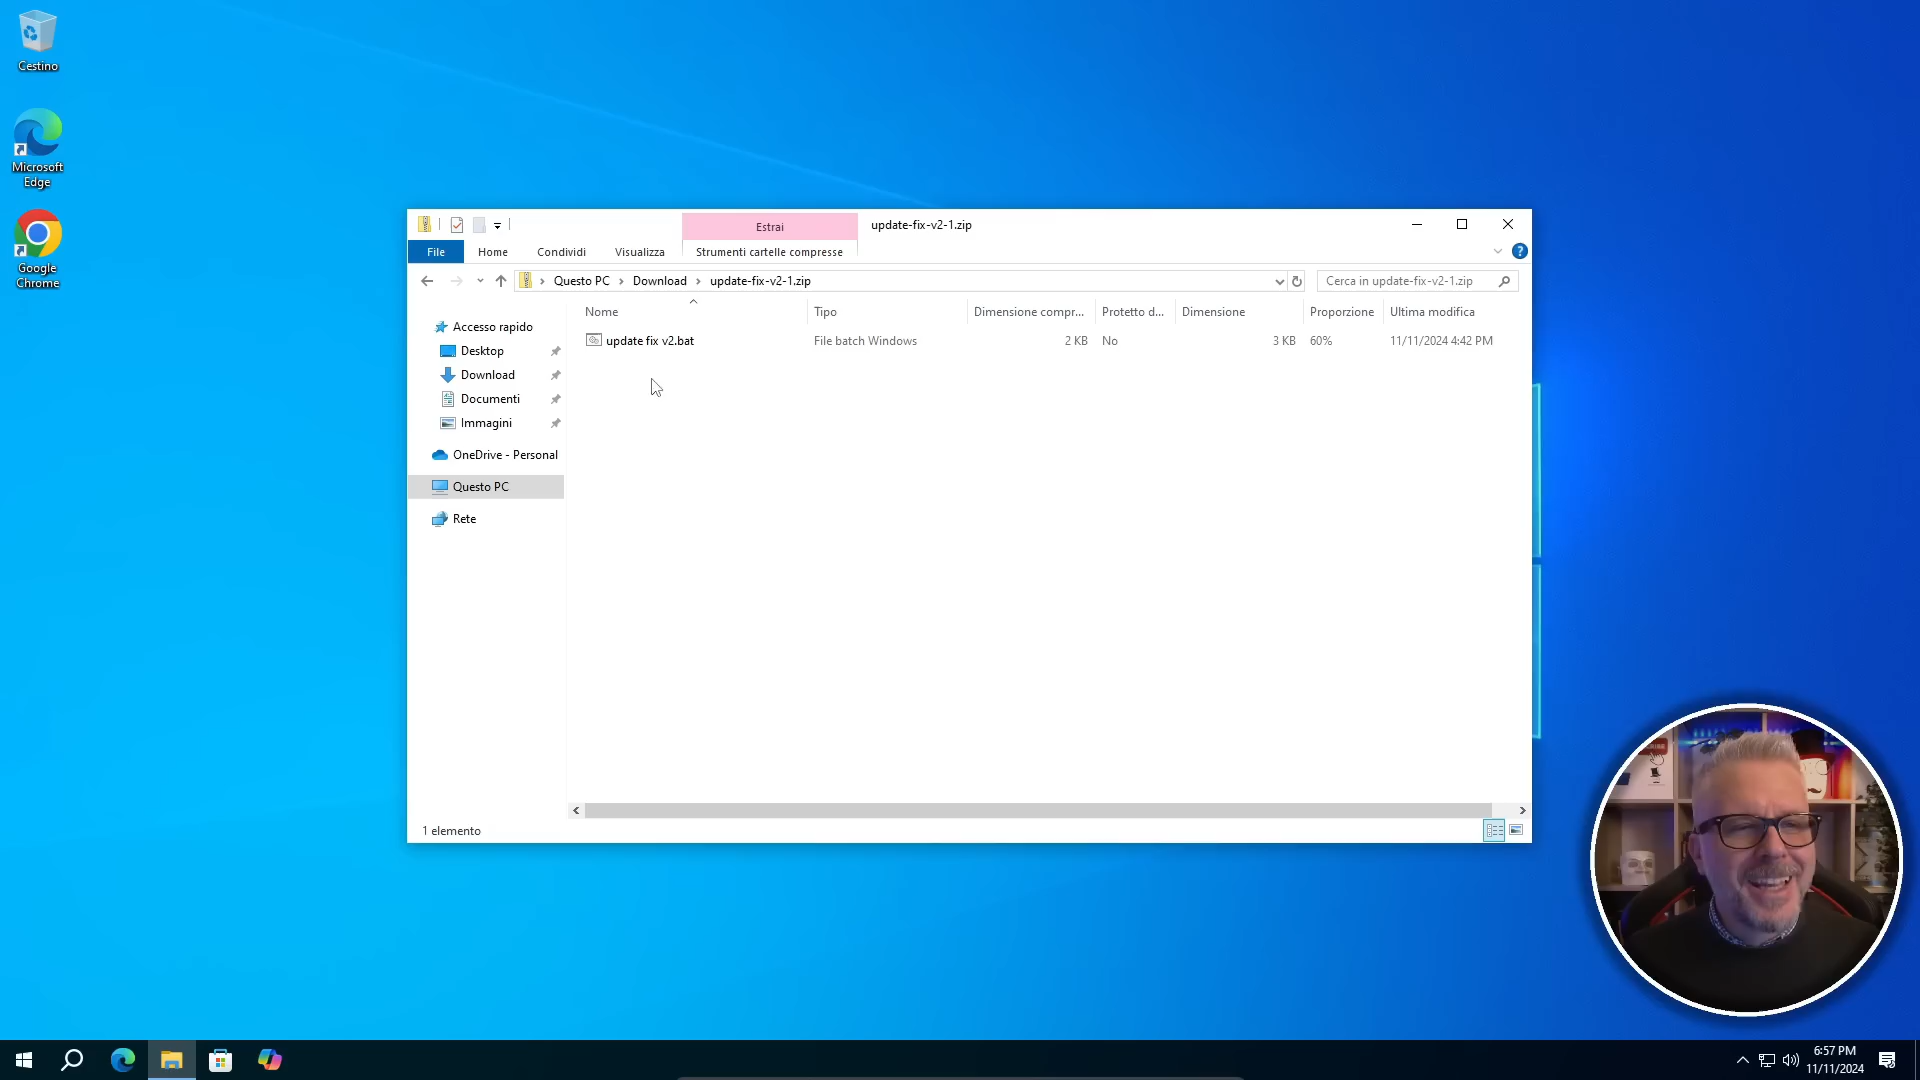 Cestino
Microsoft
Edge
Google
Chrome
Estrai
update-fix-v2-1.zip
File
Home
Condividi
Visualizza
Strumenti cartelle compresse
Questo PC
Download
update-fix-v2-1.zip
Cerca in update-fix-v2-1.zip
Nome
Tipo
Dimensione compr...
Protetto d...
Dimensione
Proporzione
Ultima modifica
update fix v2.bat
File batch Windows
2 KB
No
3 KB
60%
11/11/2024 4:42 PM
Accesso rapido
Desktop
Download
Documenti
Immagini
OneDrive - Personal
Questo PC
Rete
1 elemento
6:57 PM
11/11/2024